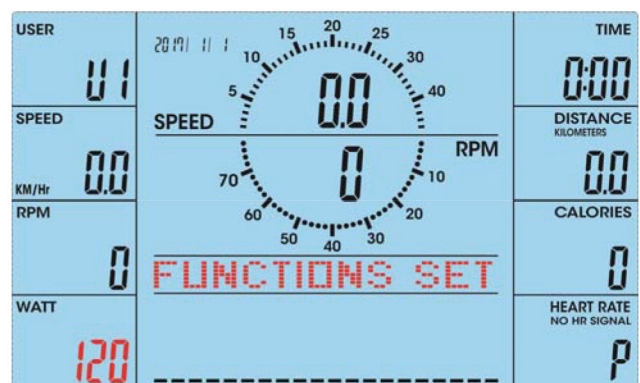 USER
U1
SPEED
KM/Hr 0.0
RPM
0
WATT
120
2017/ 1/ 1
5 10 15 20 25 30 40
SPEED 0.0
RPM 0
10 20 30 40 50 60 70
FUNCTIONS SET
TIME
0:00
DISTANCE
KILOMETERS
0.0
CALORIES
0
HEART RATE
NO HR SIGNAL
P